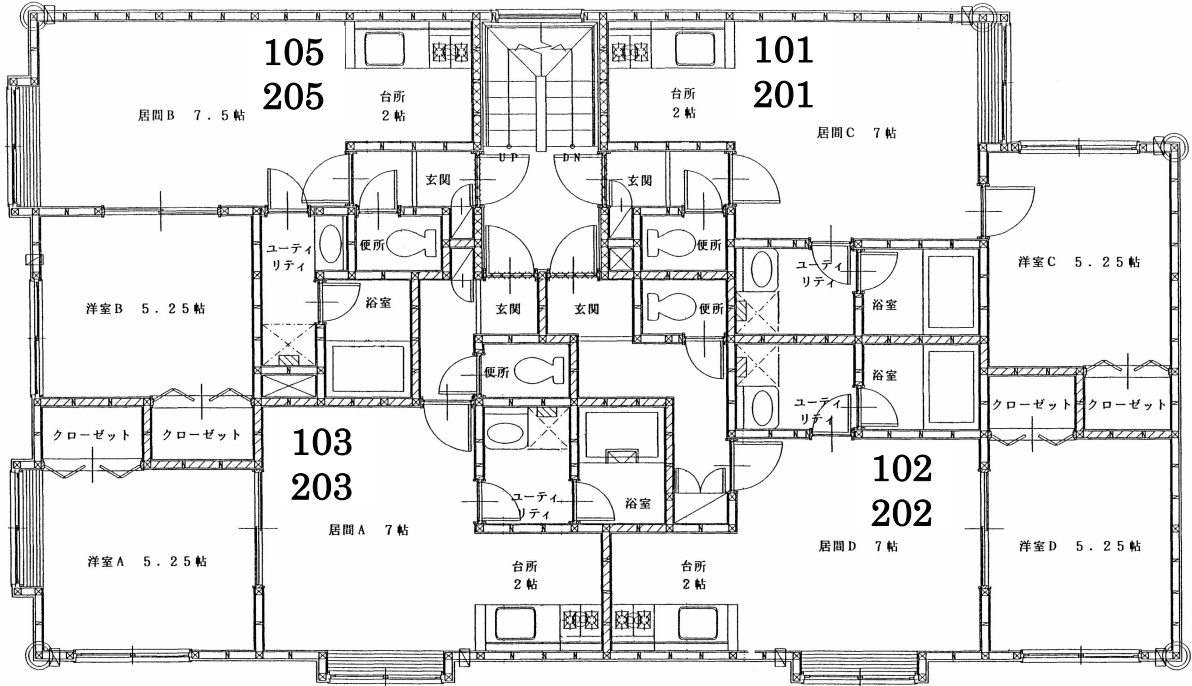 105
205
101
201
台所
2帖
台所
2帖
居間B 7.5帖
居間C 7帖
UP
DN
玄関
玄関
便所
便所
ユーティ
リティ
ユーティ
リティ
洋室C 5.25帖
浴室
浴室
洋室B 5.25帖
玄関
玄関
便所
便所
浴室
ユーティ
リティ
クローゼット
クローゼット
クローゼット
クローゼット
103
203
102
202
ユーティ
リティ
浴室
居間A 7帖
居間D 7帖
洋室A 5.25帖
洋室D 5.25帖
台所
2帖
台所
2帖